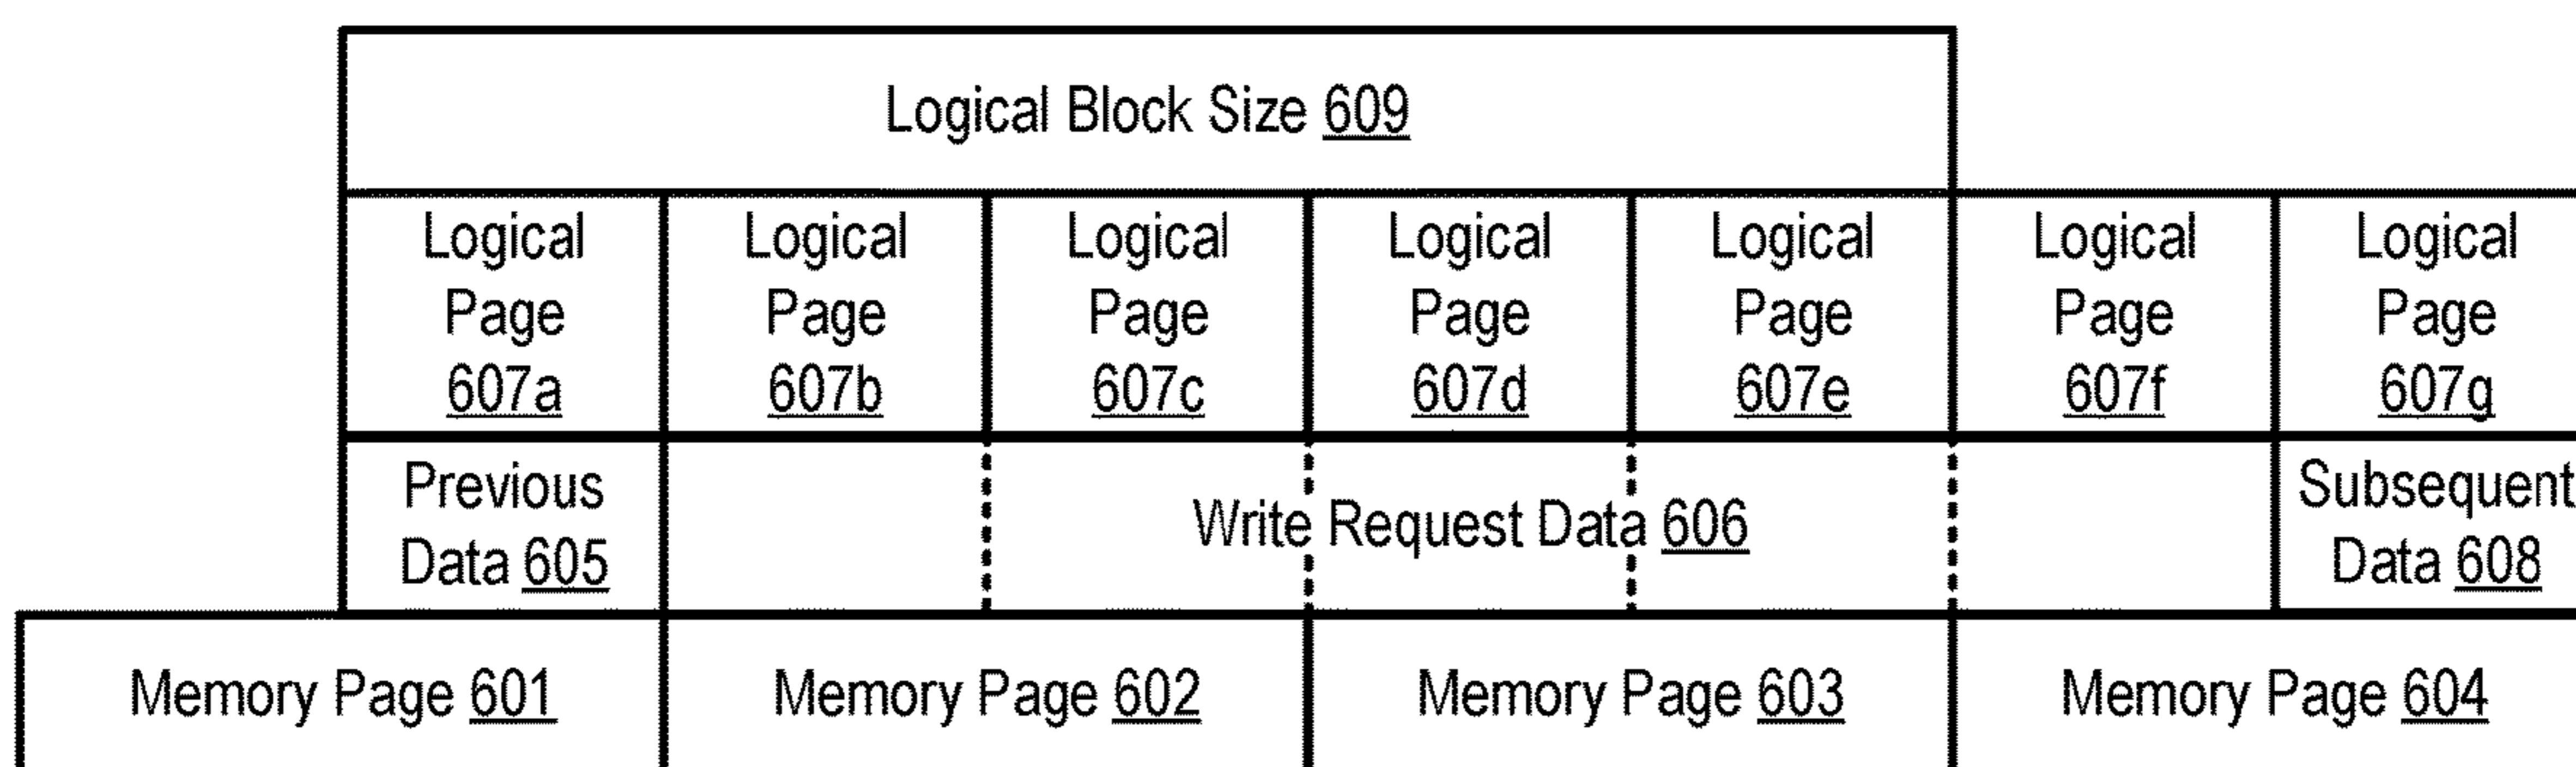 Logical Block Size 609
Logical Page 607a
Logical Page 607b
Logical Page 607c
Logical Page 607d
Logical Page 607e
Logical Page 607f
Logical Page 607g
Previous Data 605
Write Request Data 606
Subsequent Data 608
Memory Page 601
Memory Page 602
Memory Page 603
Memory Page 604